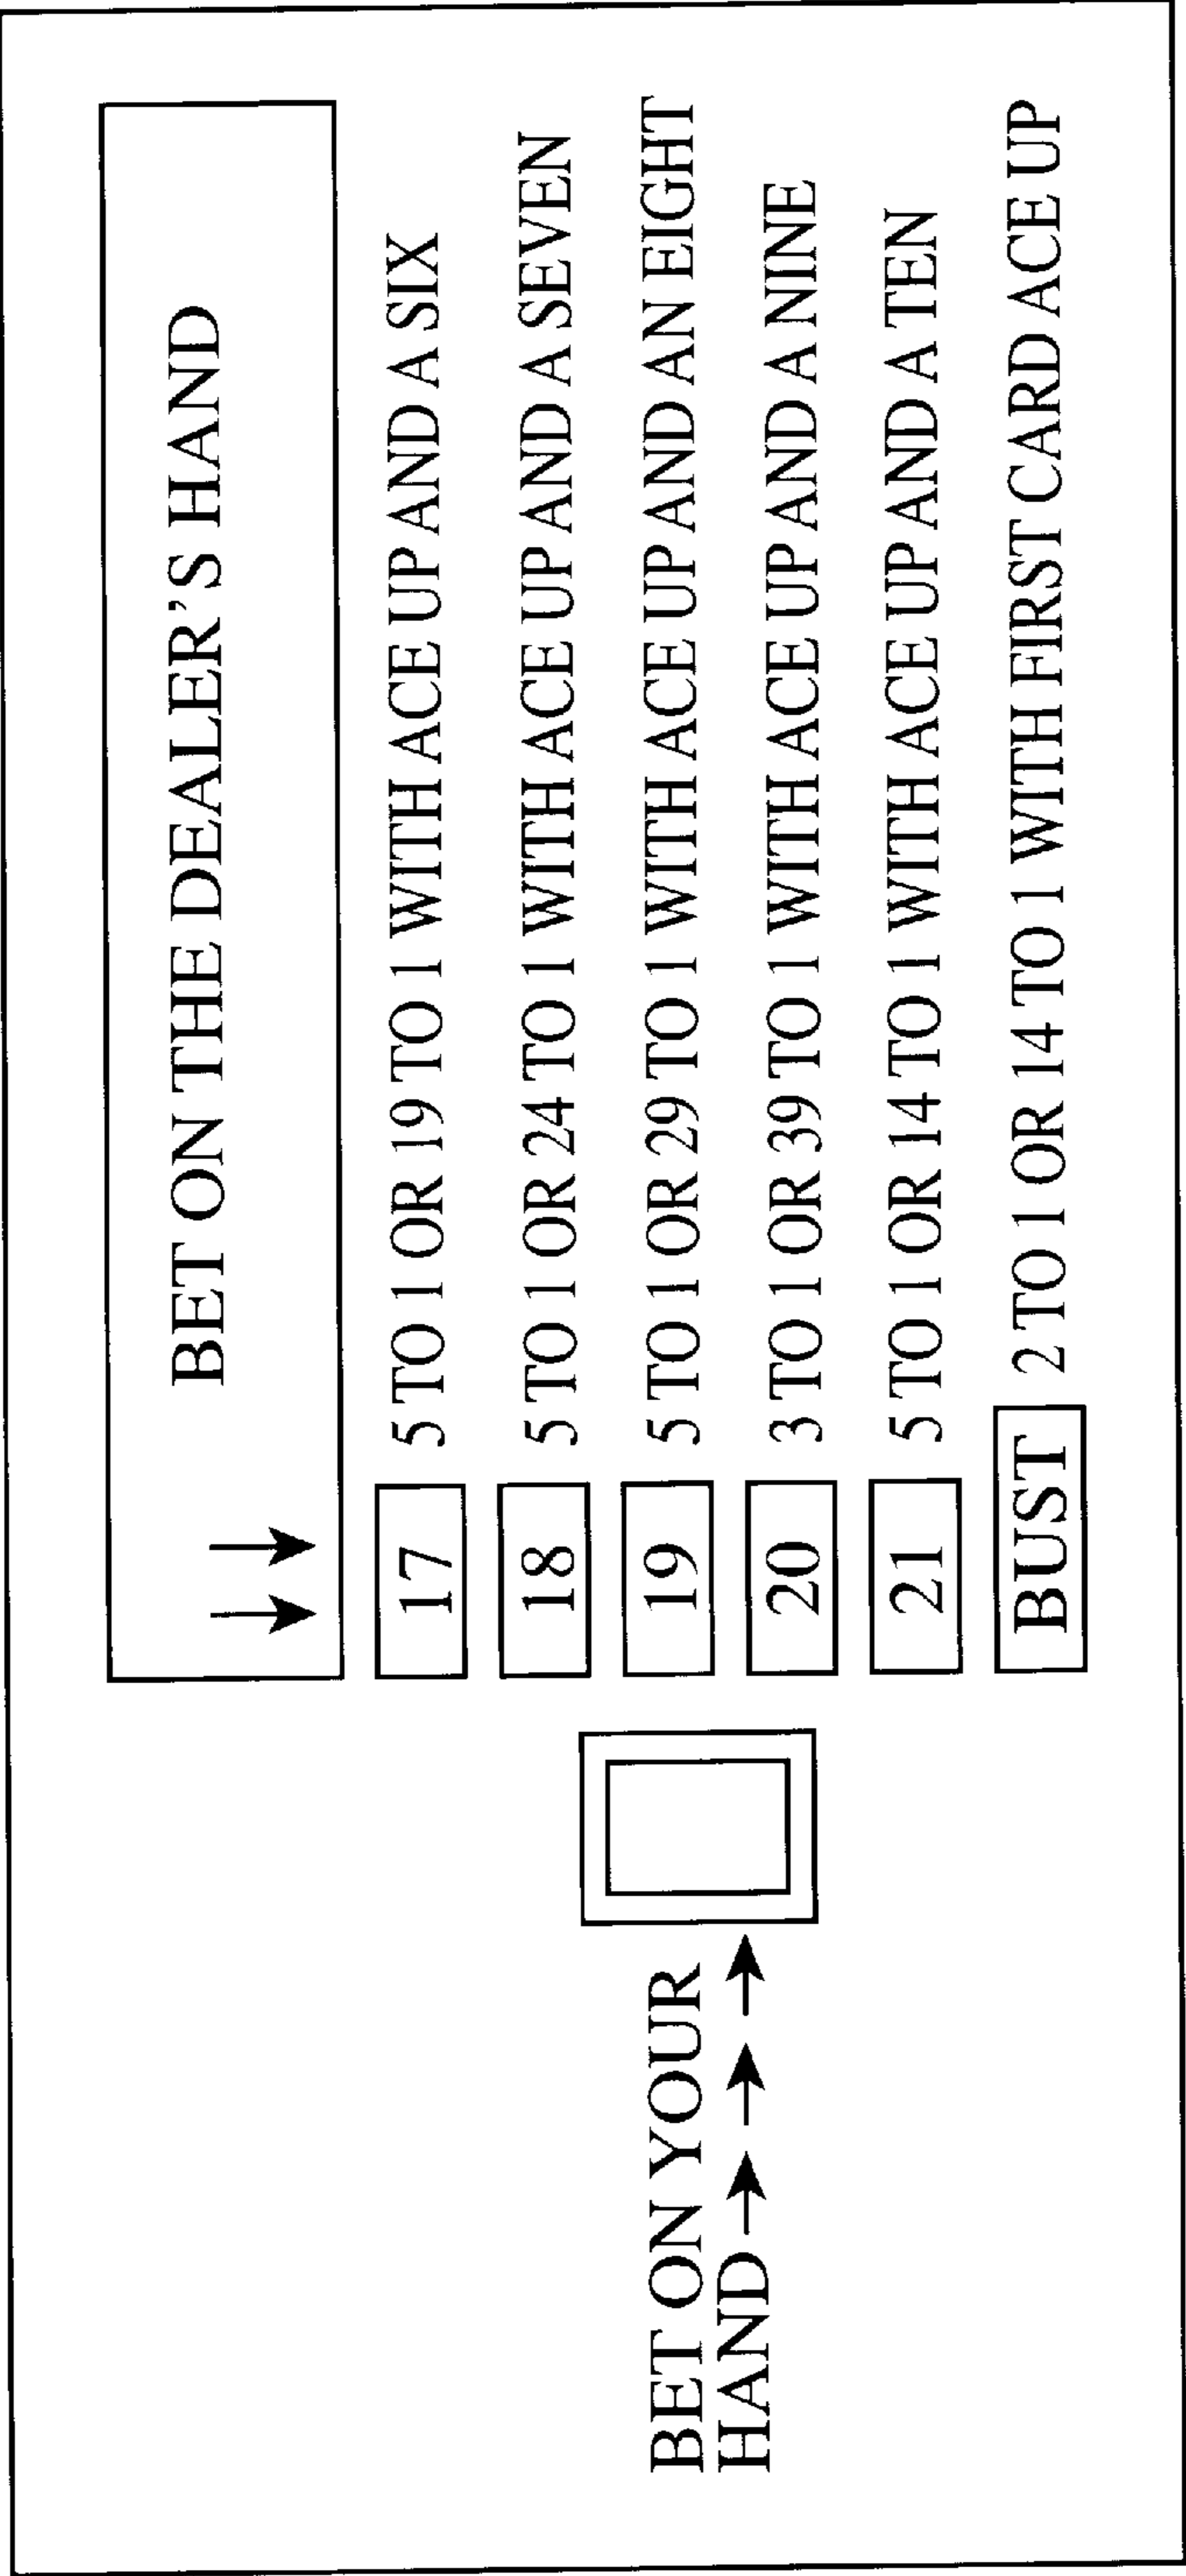 BET ON THE DEALER'S HAND
17 5 TO 1 OR 19 TO 1 WITH ACE UP AND A SIX
18 5 TO 1 OR 24 TO 1 WITH ACE UP AND A SEVEN
19 5 TO 1 OR 29 TO 1 WITH ACE UP AND AN EIGHT
20 3 TO 1 OR 39 TO 1 WITH ACE UP AND A NINE
21 5 TO 1 OR 14 TO 1 WITH ACE UP AND A TEN
BUST 2 TO 1 OR 14 TO 1 WITH FIRST CARD ACE UP
BET ON YOUR
HAND